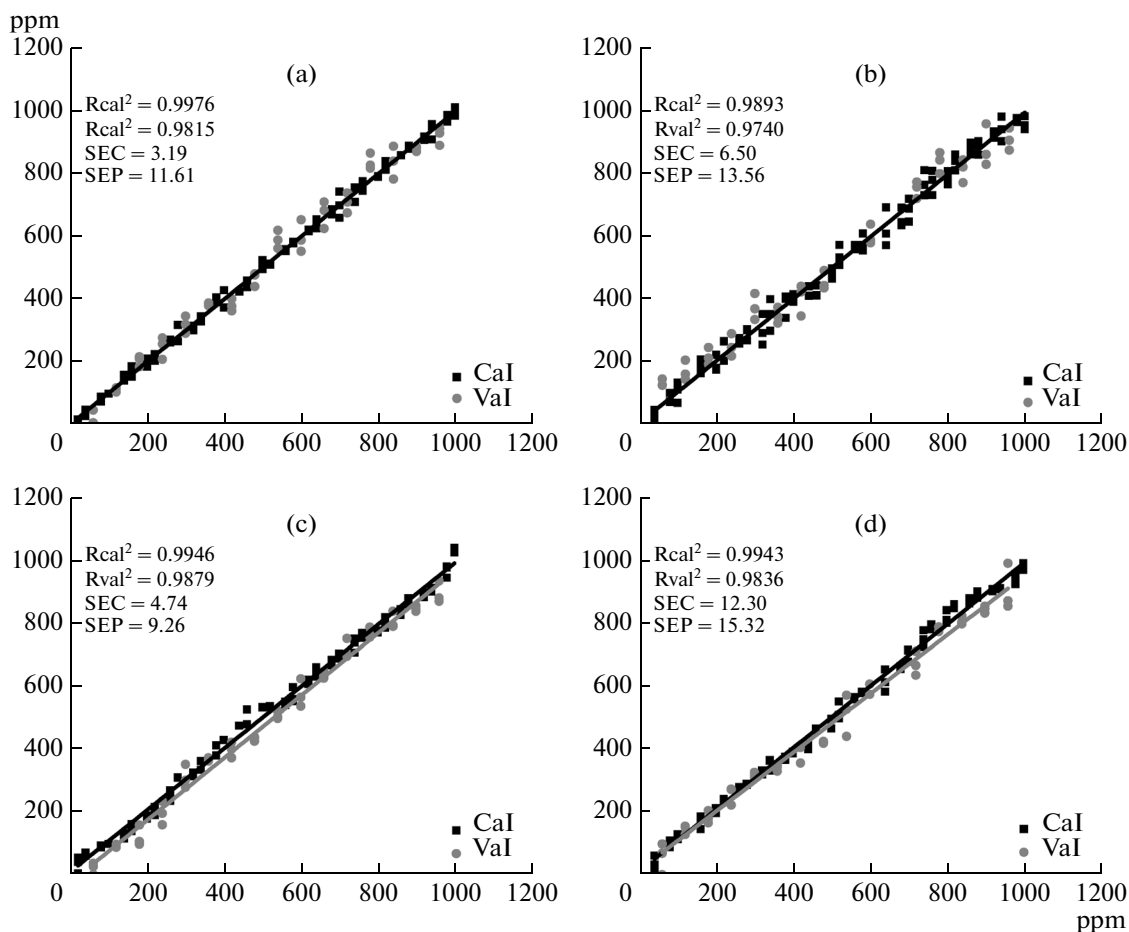 ppm
1200
1000
800
600
400
200
0
200
400
600
800
1000
1200
(a)
Rcal² = 0.9976
Rcal² = 0.9815
SEC = 3.19
SEP = 11.61
CaI
VaI
1200
1000
800
600
400
200
0
200
400
600
800
1000
1200
(b)
Rcal² = 0.9893
Rval² = 0.9740
SEC = 6.50
SEP = 13.56
CaI
VaI
1200
1000
800
600
400
200
0
200
400
600
800
1000
1200
(c)
Rcal² = 0.9946
Rval² = 0.9879
SEC = 4.74
SEP = 9.26
CaI
VaI
1200
1000
800
600
400
200
0
200
400
600
800
1000
1200
ppm
(d)
Rcal² = 0.9943
Rval² = 0.9836
SEC = 12.30
SEP = 15.32
CaI
VaI